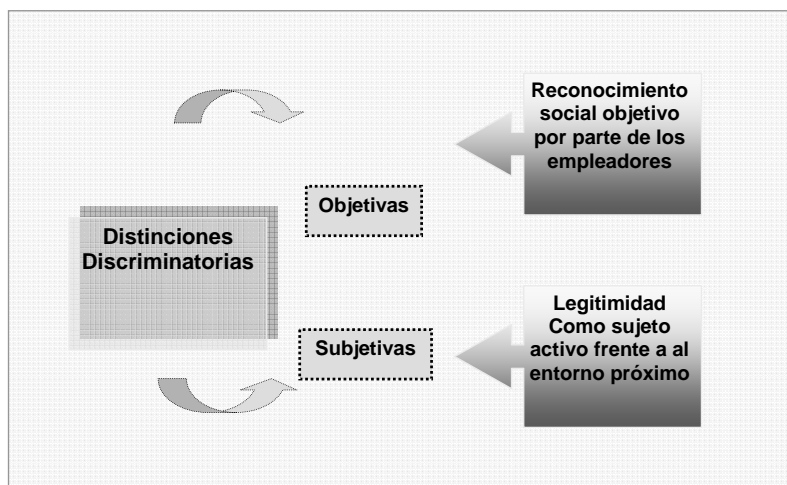 Distinciones
Discriminatorias
Objetivas
Subjetivas
Reconocimiento
social objetivo
por parte de los
empleadores
Legitimidad
Como sujeto
activo frente a al
entorno próximo